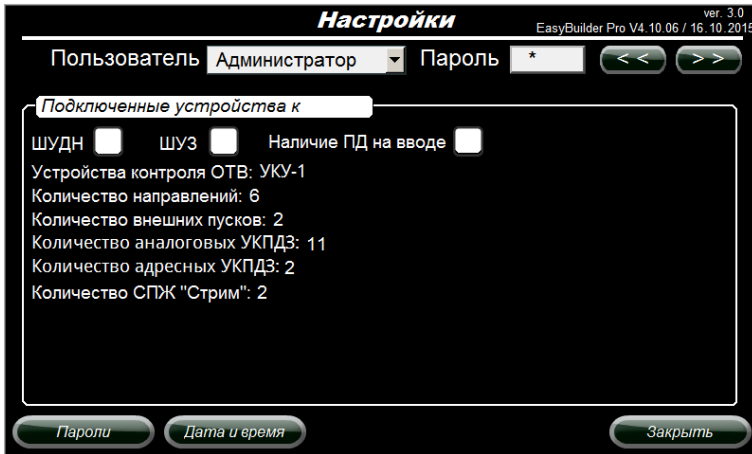 Настройки
ver. 3.0
EasyBuilder Pro V4.10.06 / 16.10.2015
Пользователь Администратор Пароль * << >>
Подключенные устройства к
ШУДН ШУЗ Наличие ПД на вводе
Устройства контроля ОТВ: УКУ-1
Количество направлений: 6
Количество внешних пусков: 2
Количество аналоговых УКПДЗ: 11
Количество адресных УКПДЗ: 2
Количество СПЖ "Стрим": 2
Пароли Дата и время Закрыть